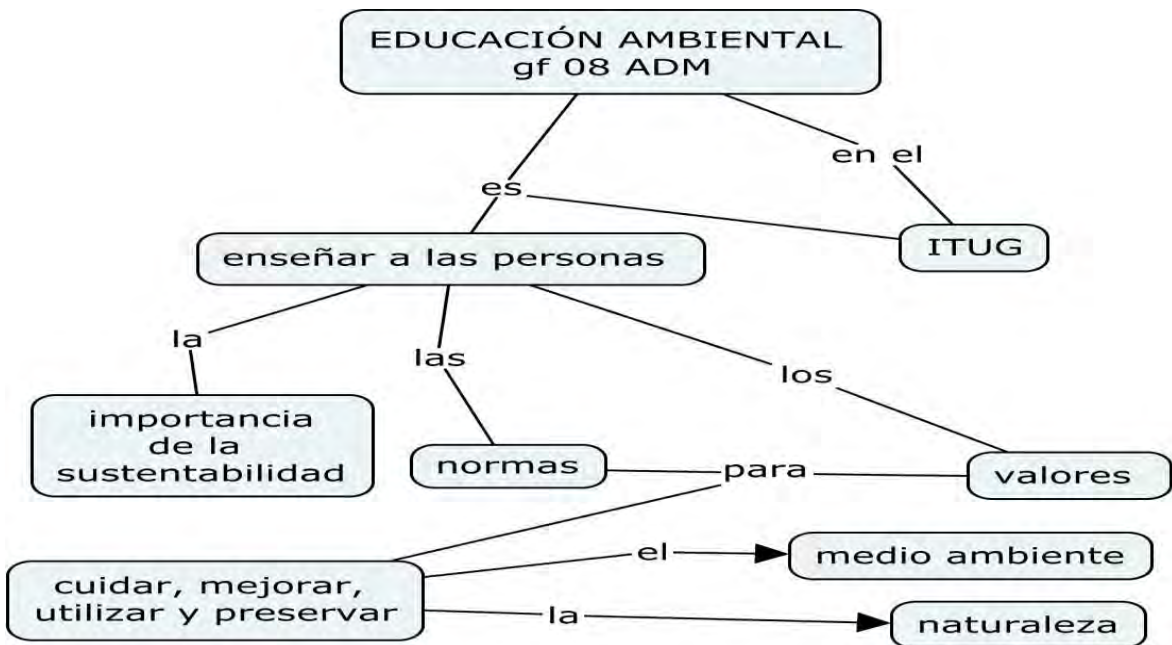 EDUCACIÓN AMBIENTAL
gf 08 ADM
en el
es
ITUG
enseñar a las personas
la
las
los
importancia
de la
sustentabilidad
normas
para
valores
el
medio ambiente
cuidar, mejorar,
utilizar y preservar
la
naturaleza